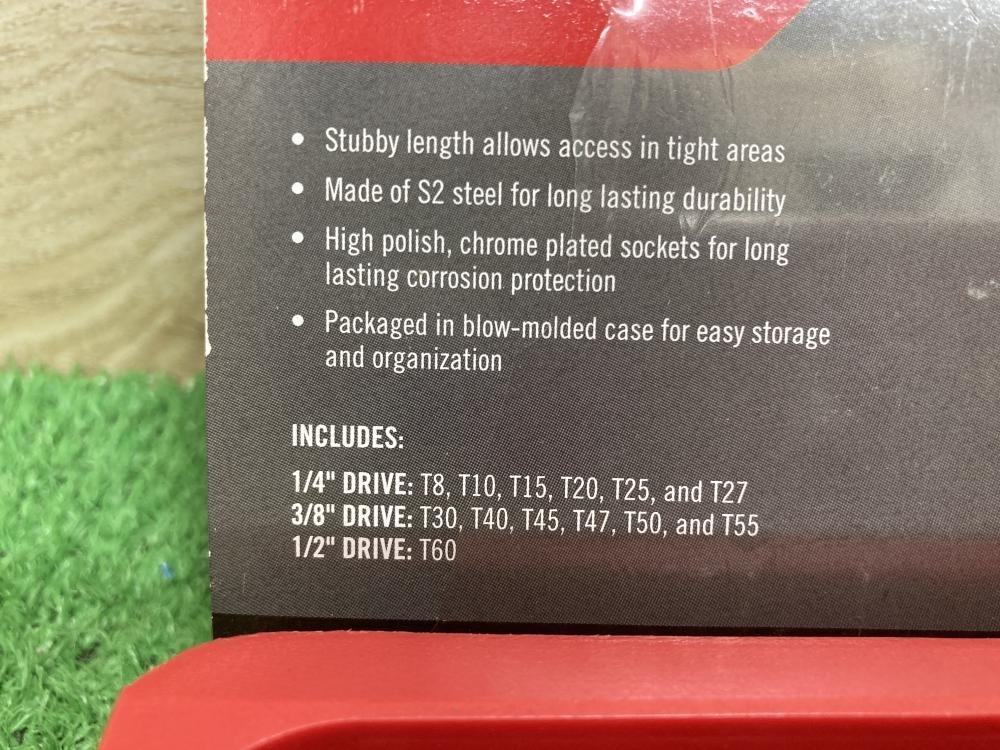 • Stubby length allows access in tight areas
• Made of S2 steel for long lasting durability
• High polish, chrome plated sockets for long
lasting corrosion protection
• Packaged in blow-molded case for easy storage
and organization
INCLUDES:
1/4" DRIVE: T8, T10, T15, T20, T25, and T27
3/8" DRIVE: T30, T40, T45, T47, T50, and T55
1/2" DRIVE: T60